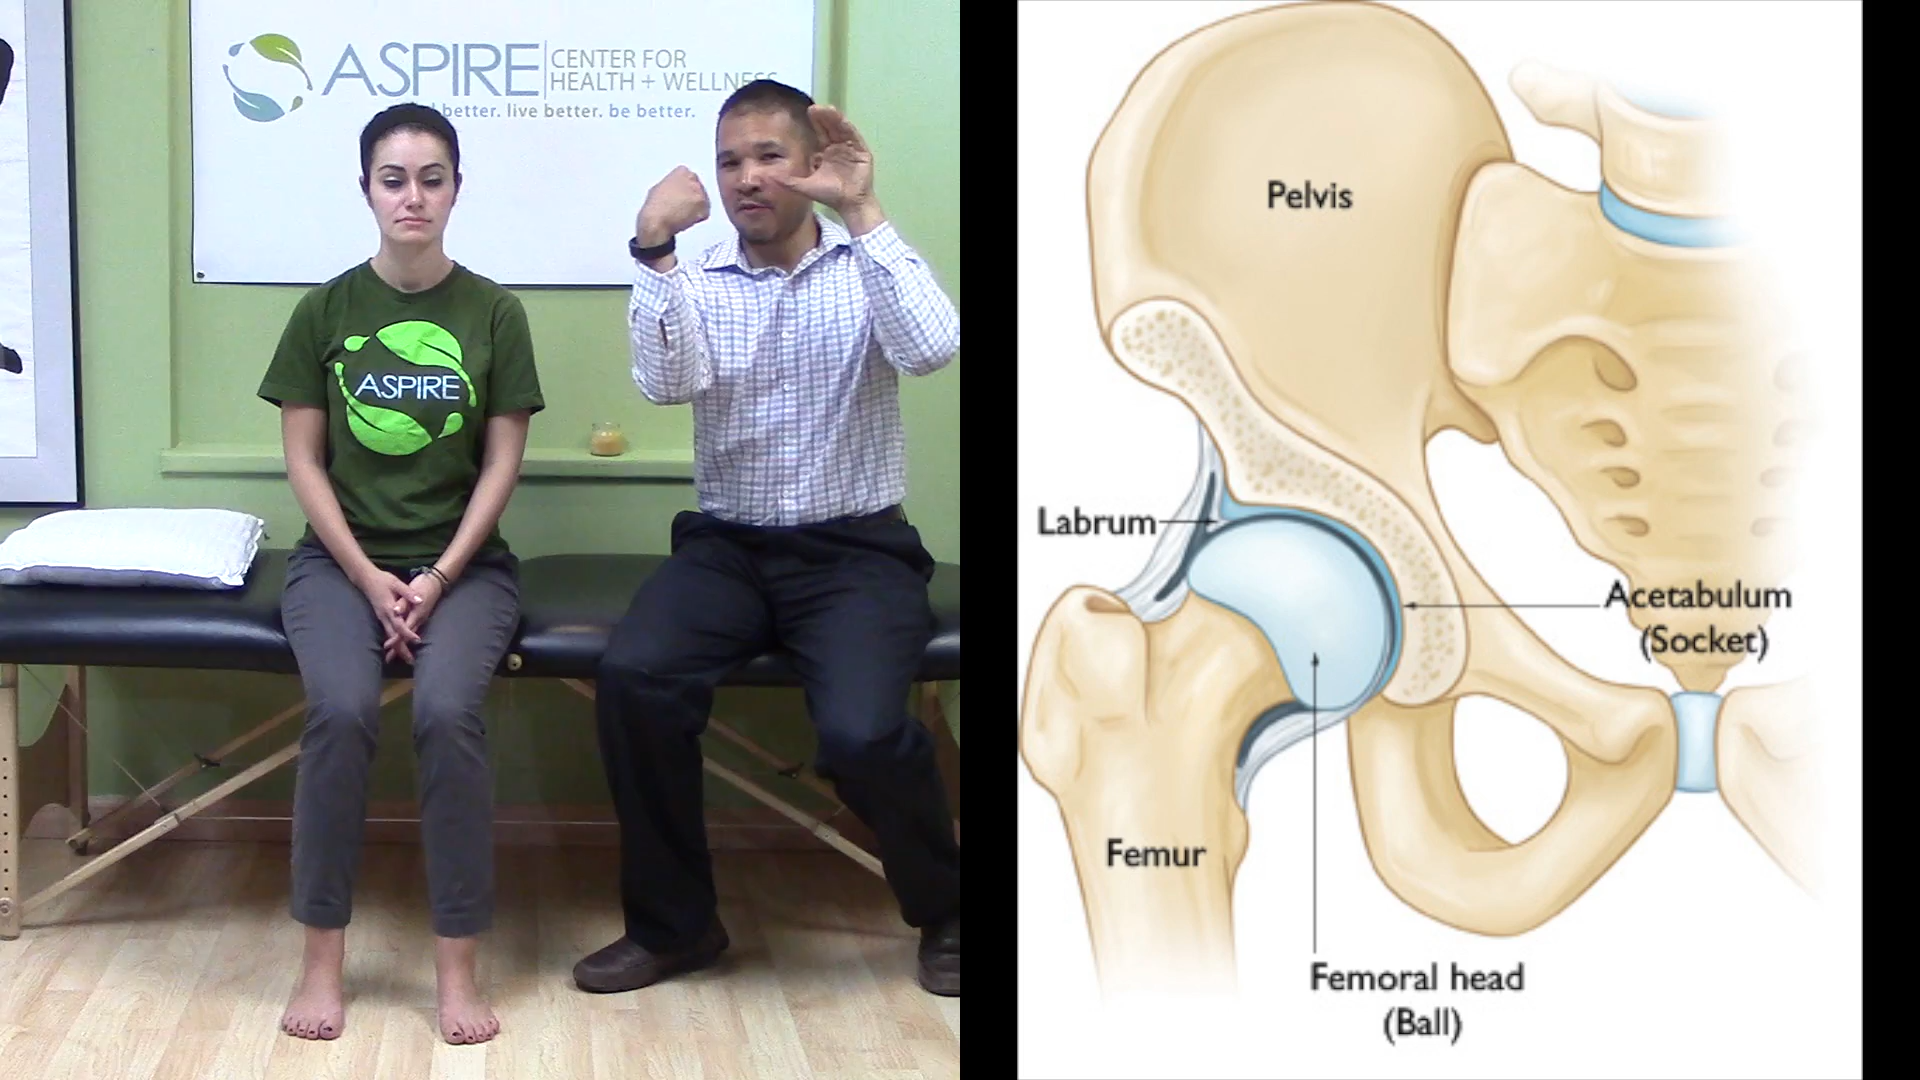 ASPIRE
CENTER FOR
HEALTH + WELLNESS
better. live better. be better.
ASPIRE
Pelvis
Labrum
Acetabulum
(Socket)
Femur
Femoral head
(Ball)